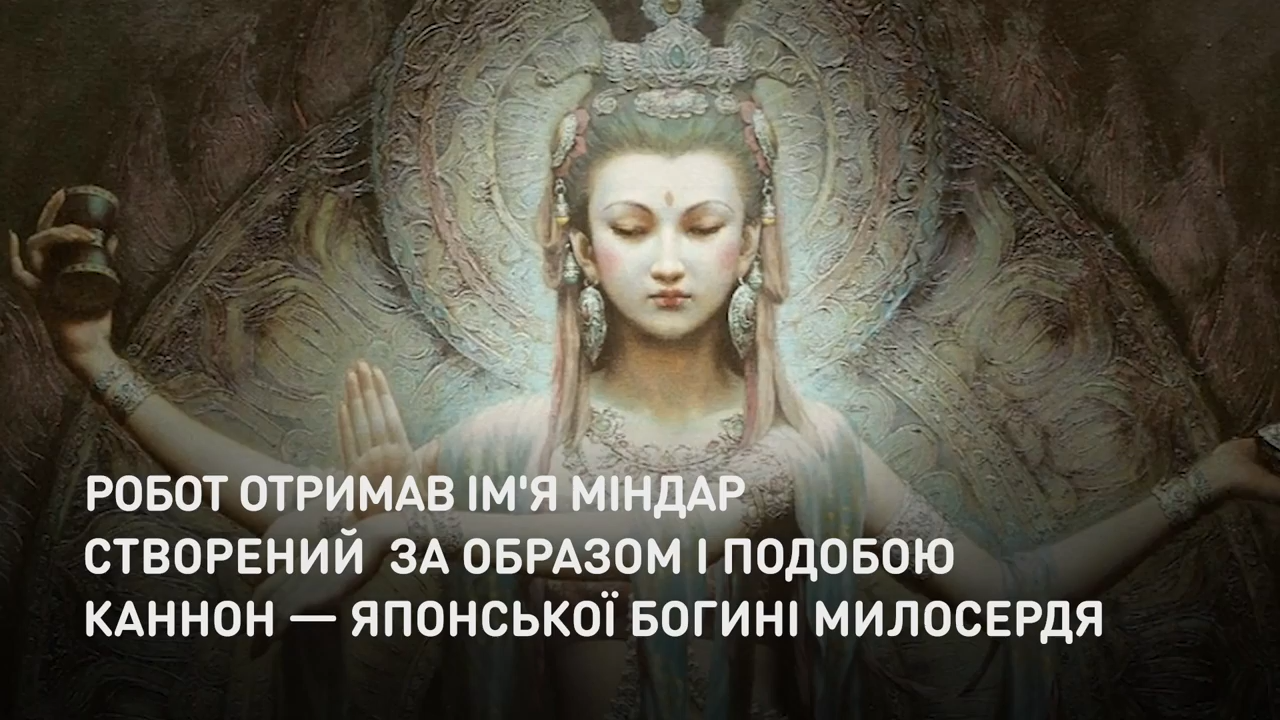 РОБОТ ОТРИМАВ ІМ'Я МІНДАР
СТВОРЕНИЙ  ЗА ОБРАЗОМ І ПОДОБОЮ
КАННОН — ЯПОНСЬКОЇ БОГИНІ МИЛОСЕРДЯ